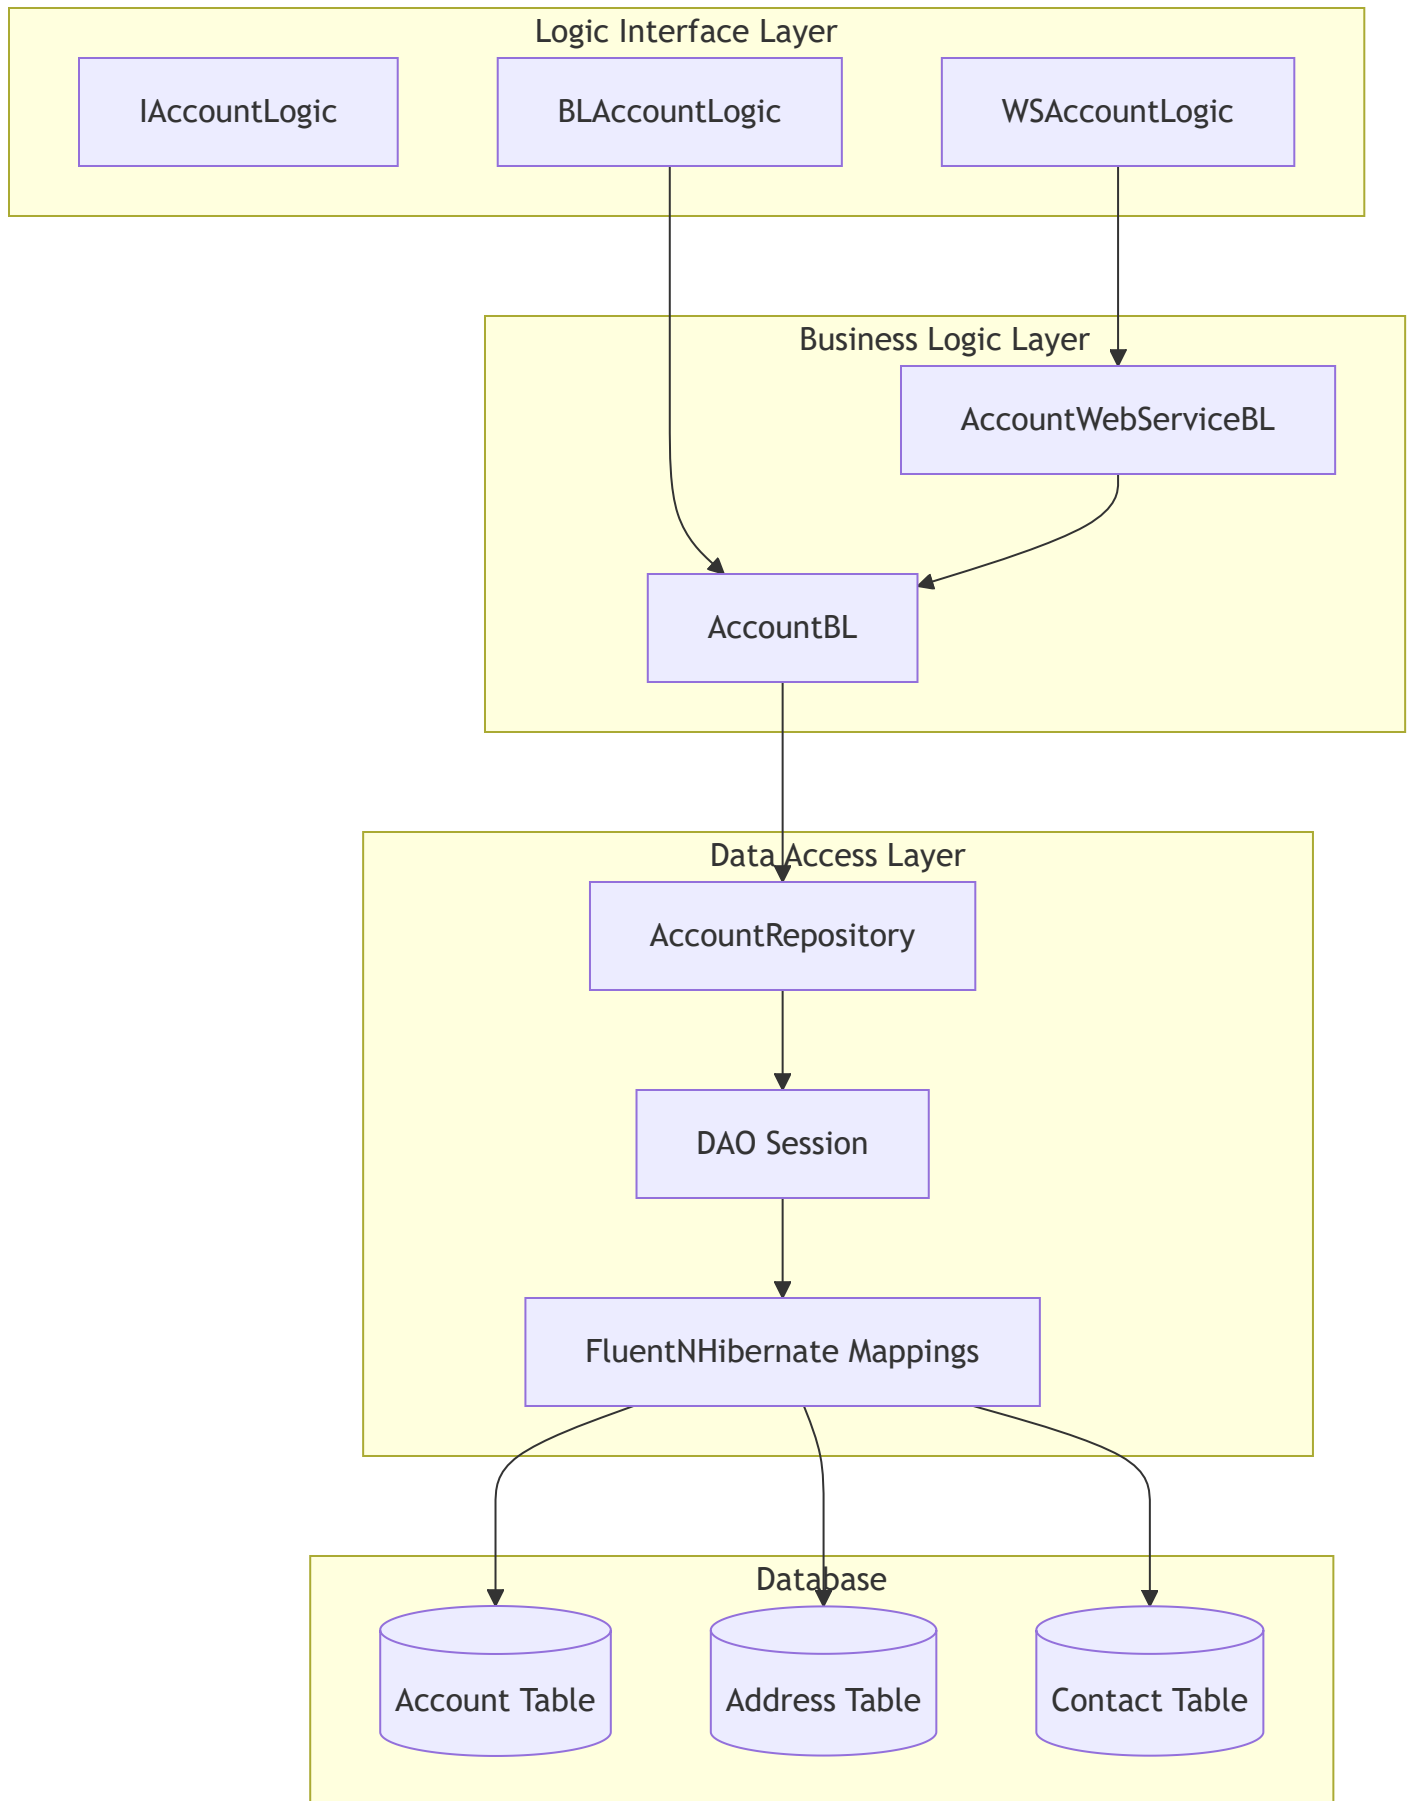 Logic Interface Layer
IAccountLogic
BLAccountLogic
WSAccountLogic
Business Logic Layer
AccountWebServiceBL
AccountBL
Data Access Layer
AccountRepository
DAO Session
FluentNHibernate Mappings
Database
Account Table
Address Table
Contact Table